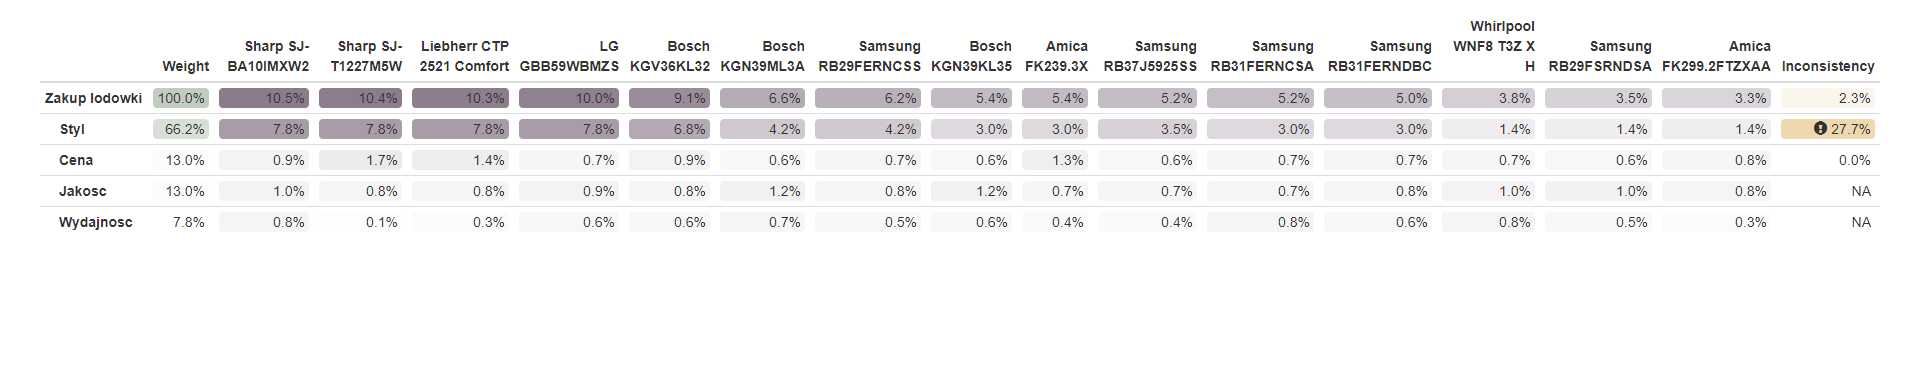 Weight Sharp SJ-BA10IMXW2 Sharp SJ-T1227M5W Liebherr CTP 2521 Comfort LG GBB59WBMZS Bosch KGV36KL32 Bosch KGN39ML3A Samsung RB29FERNCSS Bosch KGN39KL35 Amica FK239.3X Samsung RB37J5925SS Samsung RB31FERNCSA Samsung RB31FERNDBC Whirlpool WNF8 T3Z X H Samsung RB29FSRNDSA Amica FK299.2FTZXAA Inconsistency
Zakup lodowki 100.0% 10.5% 10.4% 10.3% 10.0% 9.1% 6.6% 6.2% 5.4% 5.4% 5.2% 5.2% 5.0% 3.8% 3.5% 3.3% 2.3%
Styl 66.2% 7.8% 7.8% 7.8% 7.8% 6.8% 4.2% 4.2% 3.0% 3.0% 3.5% 3.0% 3.0% 1.4% 1.4% 1.4% 27.7%
Cena 13.0% 0.9% 1.7% 1.4% 0.7% 0.9% 0.6% 0.7% 0.6% 1.3% 0.6% 0.7% 0.7% 0.7% 0.6% 0.8% 0.0%
Jakosc 13.0% 1.0% 0.8% 0.8% 0.9% 0.8% 1.2% 0.8% 1.2% 0.7% 0.7% 0.7% 0.8% 1.0% 1.0% 0.8% NA
Wydajnosc 7.8% 0.8% 0.1% 0.3% 0.6% 0.6% 0.7% 0.5% 0.6% 0.4% 0.4% 0.8% 0.6% 0.8% 0.5% 0.3% NA